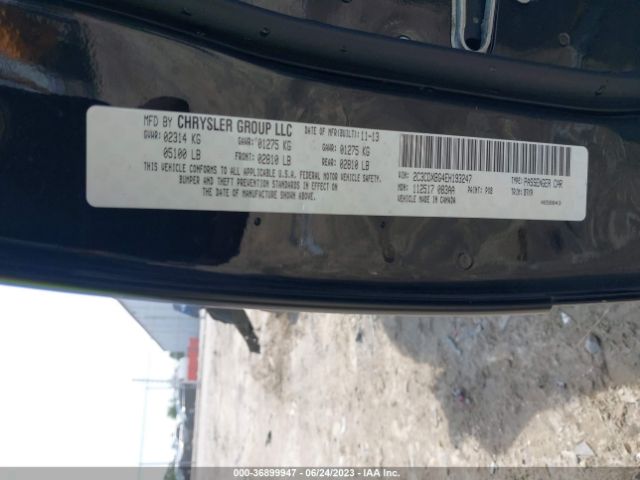 MFD BY CHRYSLER GROUP LLC DATE OF MFR(BUILT): 11-13
GVWR: 02314 KG GAWR: 01275 KG GAWR: 01275 KG
05100 LB FRONT: 02810 LB REAR: 02810 LB
THIS VEHICLE CONFORMS TO ALL APPLICABLE U.S.A. FEDERAL MOTOR VEHICLE SAFETY,
BUMPER AND THEFT PREVENTION STANDARDS IN EFFECT ON
THE DATE OF MANUFACTURE SHOWN ABOVE.
VIN: 2C3CDXBG4EH193247 TYPE: PASSENGER CAR
MDH: 112517 083AA PAINT: PX8 TRIM:
VEHICLE MADE IN CANADA
000-36899947 | 06/24/2023 | IAA Inc.